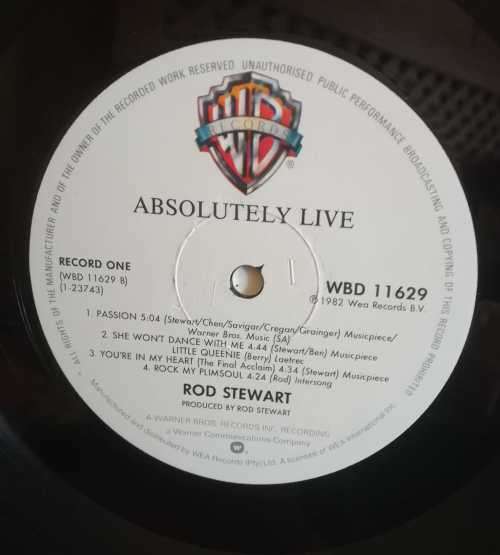 ALL RIGHTS OF THE MANUFACTURER AND OF THE OWNER OF THE RECORDED WORK RESERVED UNAUTHORISED PUBLIC PERFORMANCE BROADCASTING AND COPYING OF THIS RECORD PROHIBITED
WB
RECORDS
®
ABSOLUTELY LIVE
RECORD ONE
(WBD 11629 B)
(1-23743)
WBD 11629
℗ 1982 Wea Records B.V.
1. PASSION 5:04 (Stewart/Chen/Savigar/Cregan/Grainger) Musicpiece/
Warner Bros. Music (SA)
2. SHE WON'T DANCE WITH ME 4.44 (Stewart/Ben) Musicpiece
LITTLE QUEENIE (Berry) Laetrec
3. YOU'RE IN MY HEART (The Final Acclaim) 4:34 (Stewart) Musicpiece
4. ROCK MY PLIMSOUL 4:24 (Rod) Intersong
ROD STEWART
PRODUCED BY ROD STEWART
A WARNER BROS. RECORDS INC. RECORDING
a Warner Communications Company
Manufactured and distributed by WEA Records (Pty) Ltd. A licensee of WEA International Inc.